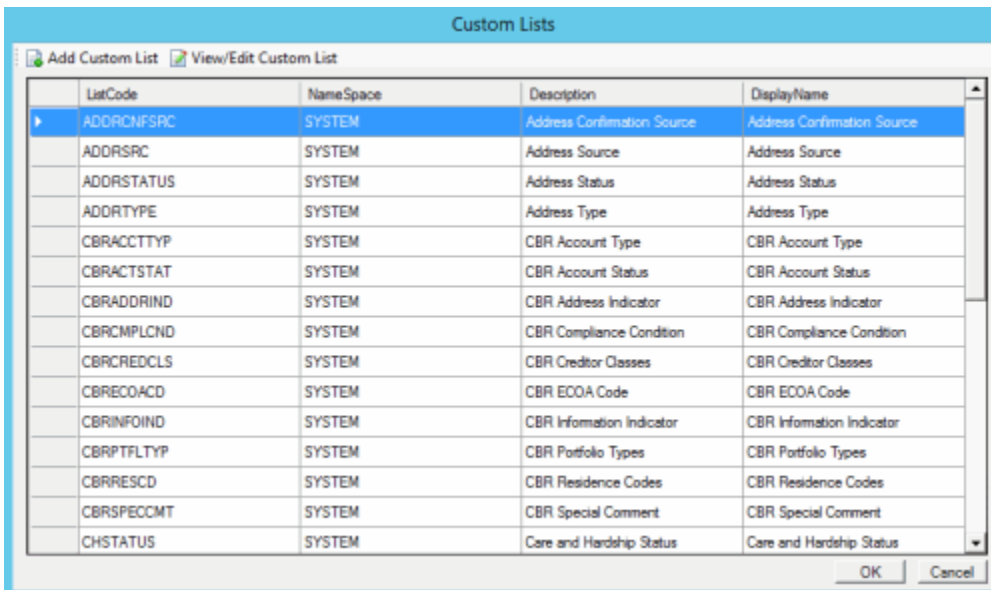 Custom Lists
Add Custom List View/Edit Custom List
ListCode NameSpace Description DisplayName
ADDRCNFSRC SYSTEM Address Confirmation Source Address Confirmation Source
ADDRSRC SYSTEM Address Source Address Source
ADDRSTATUS SYSTEM Address Status Address Status
ADDRTYPE SYSTEM Address Type Address Type
CBRACCTTYP SYSTEM CBR Account Type CBR Account Type
CBRACTSTAT SYSTEM CBR Account Status CBR Account Status
CBRADDRIND SYSTEM CBR Address Indicator CBR Address Indicator
CBRCMPLCND SYSTEM CBR Compliance Condition CBR Compliance Condition
CBRCREDCLS SYSTEM CBR Creditor Classes CBR Creditor Classes
CBRECOACD SYSTEM CBR ECOA Code CBR ECOA Code
CBRINFOIND SYSTEM CBR Information Indicator CBR Information Indicator
CBRPTFLTYP SYSTEM CBR Portfolio Types CBR Portfolio Types
CBRRESCD SYSTEM CBR Residence Codes CBR Residence Codes
CBRSPECCMT SYSTEM CBR Special Comment CBR Special Comment
CHSTATUS SYSTEM Care and Hardship Status Care and Hardship Status
OK Cancel